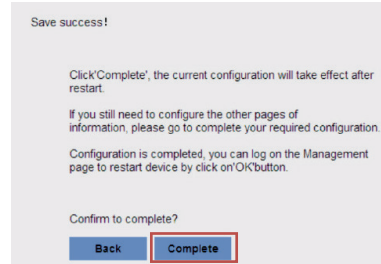 Save success!
Click'Complete', the current configuration will take effect after
restart.
If you still need to configure the other pages of
information, please go to complete your required configuration.
Configuration is completed, you can log on the Management
page to restart device by click on'OK'button.
Confirm to complete?
Back Complete